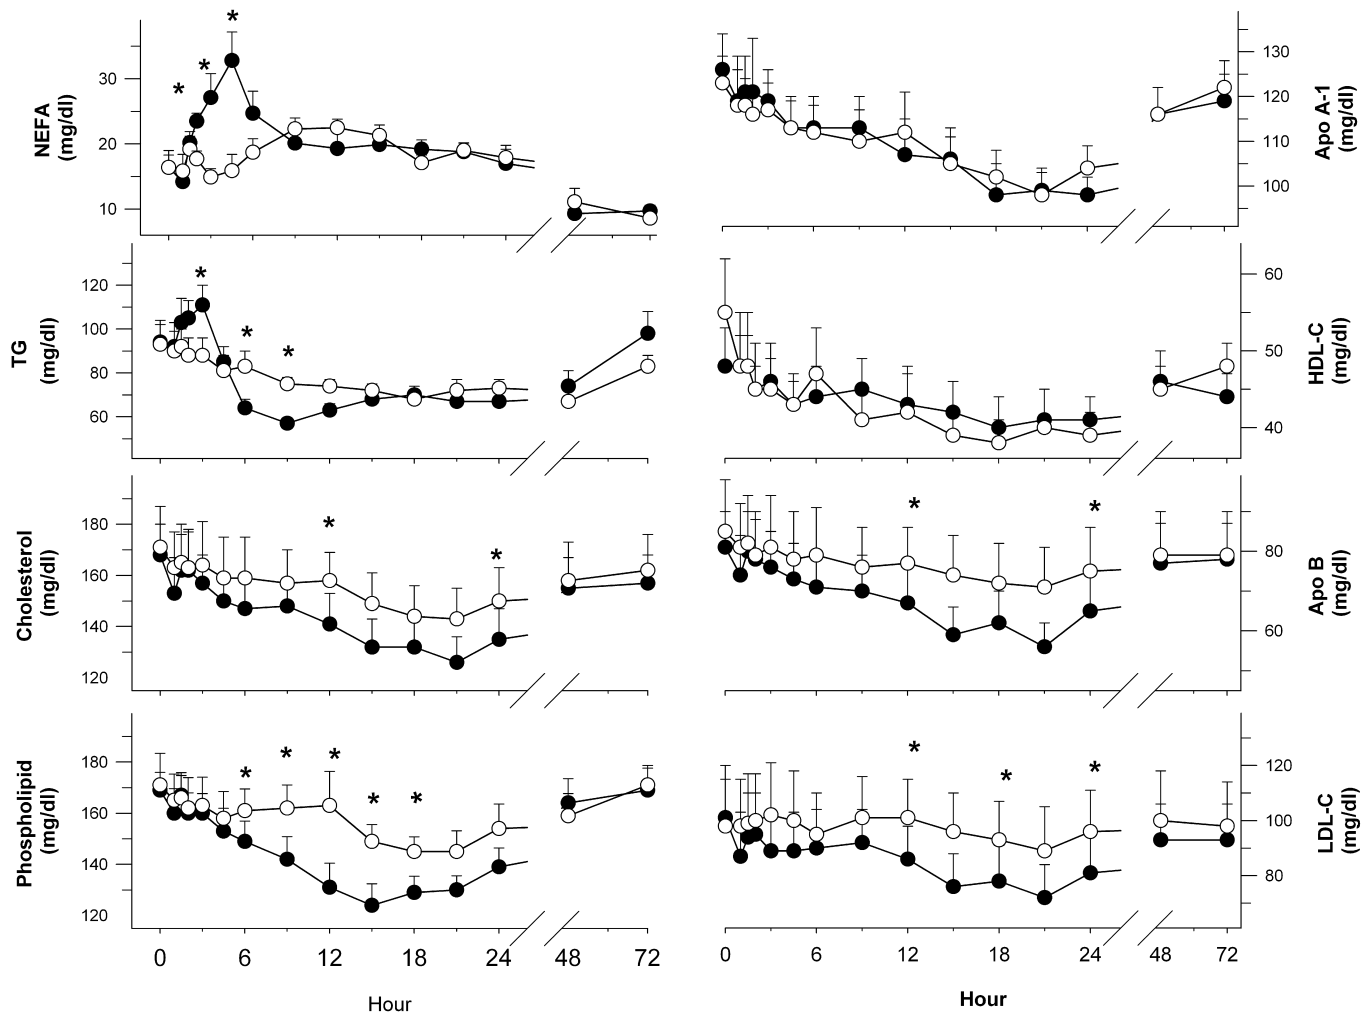 NEFA
(mg/dl)
30
20
10
*
*
*
Apo A-1
(mg/dl)
130
120
110
100
TG
(mg/dl)
120
100
80
60
*
*
*
HDL-C
(mg/dl)
60
50
40
Cholesterol
(mg/dl)
180
160
140
120
*
*
Apo B
(mg/dl)
80
60
*
*
Phospholipid
(mg/dl)
180
160
140
120
*
*
*
*
*
LDL-C
(mg/dl)
120
100
80
*
*
*
0 6 12 18 24 48 72
Hour
0 6 12 18 24 48 72
Hour